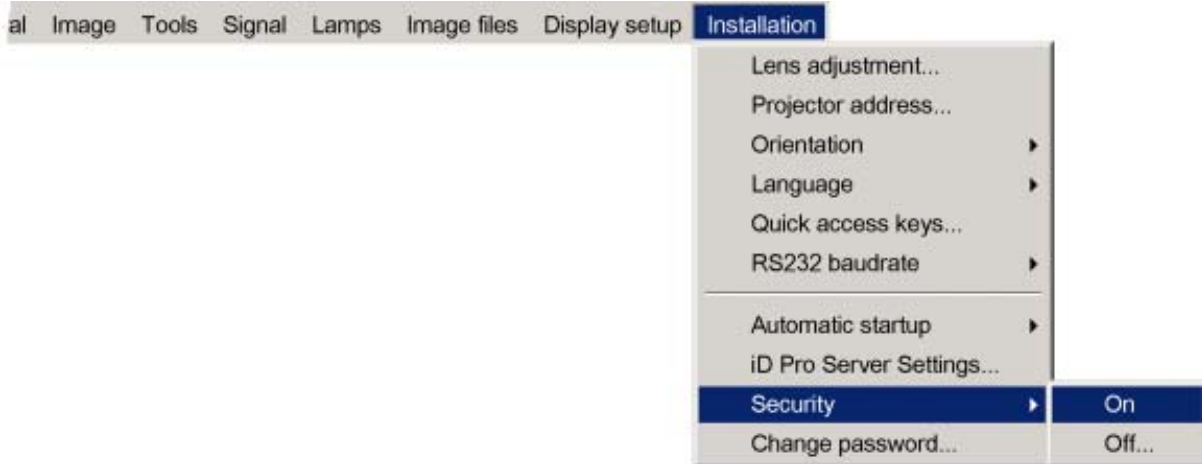 al Image Tools Signal Lamps Image files Display setup Installation
Lens adjustment...
Projector address...
Orientation
Language
Quick access keys...
RS232 baudrate
Automatic startup
iD Pro Server Settings...
Security On
Change password... Off...